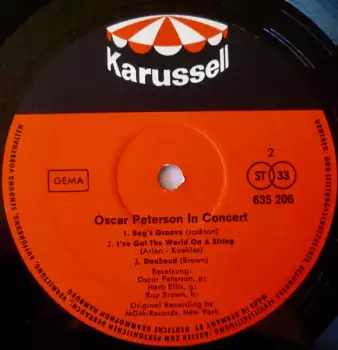 Karussell
GEMA
2
ST 33
635 206
Oscar Peterson In Concert
1. Bag's Groove (Jackson)
2. I've Got The World On A String
(Arlen - Koehler)
3. Daahoud (Brown)
Besetzung:
Oscar Peterson, p;
Herb Ellis, g;
Ray Brown, b;
Original Recording by
MGM-Records, New York